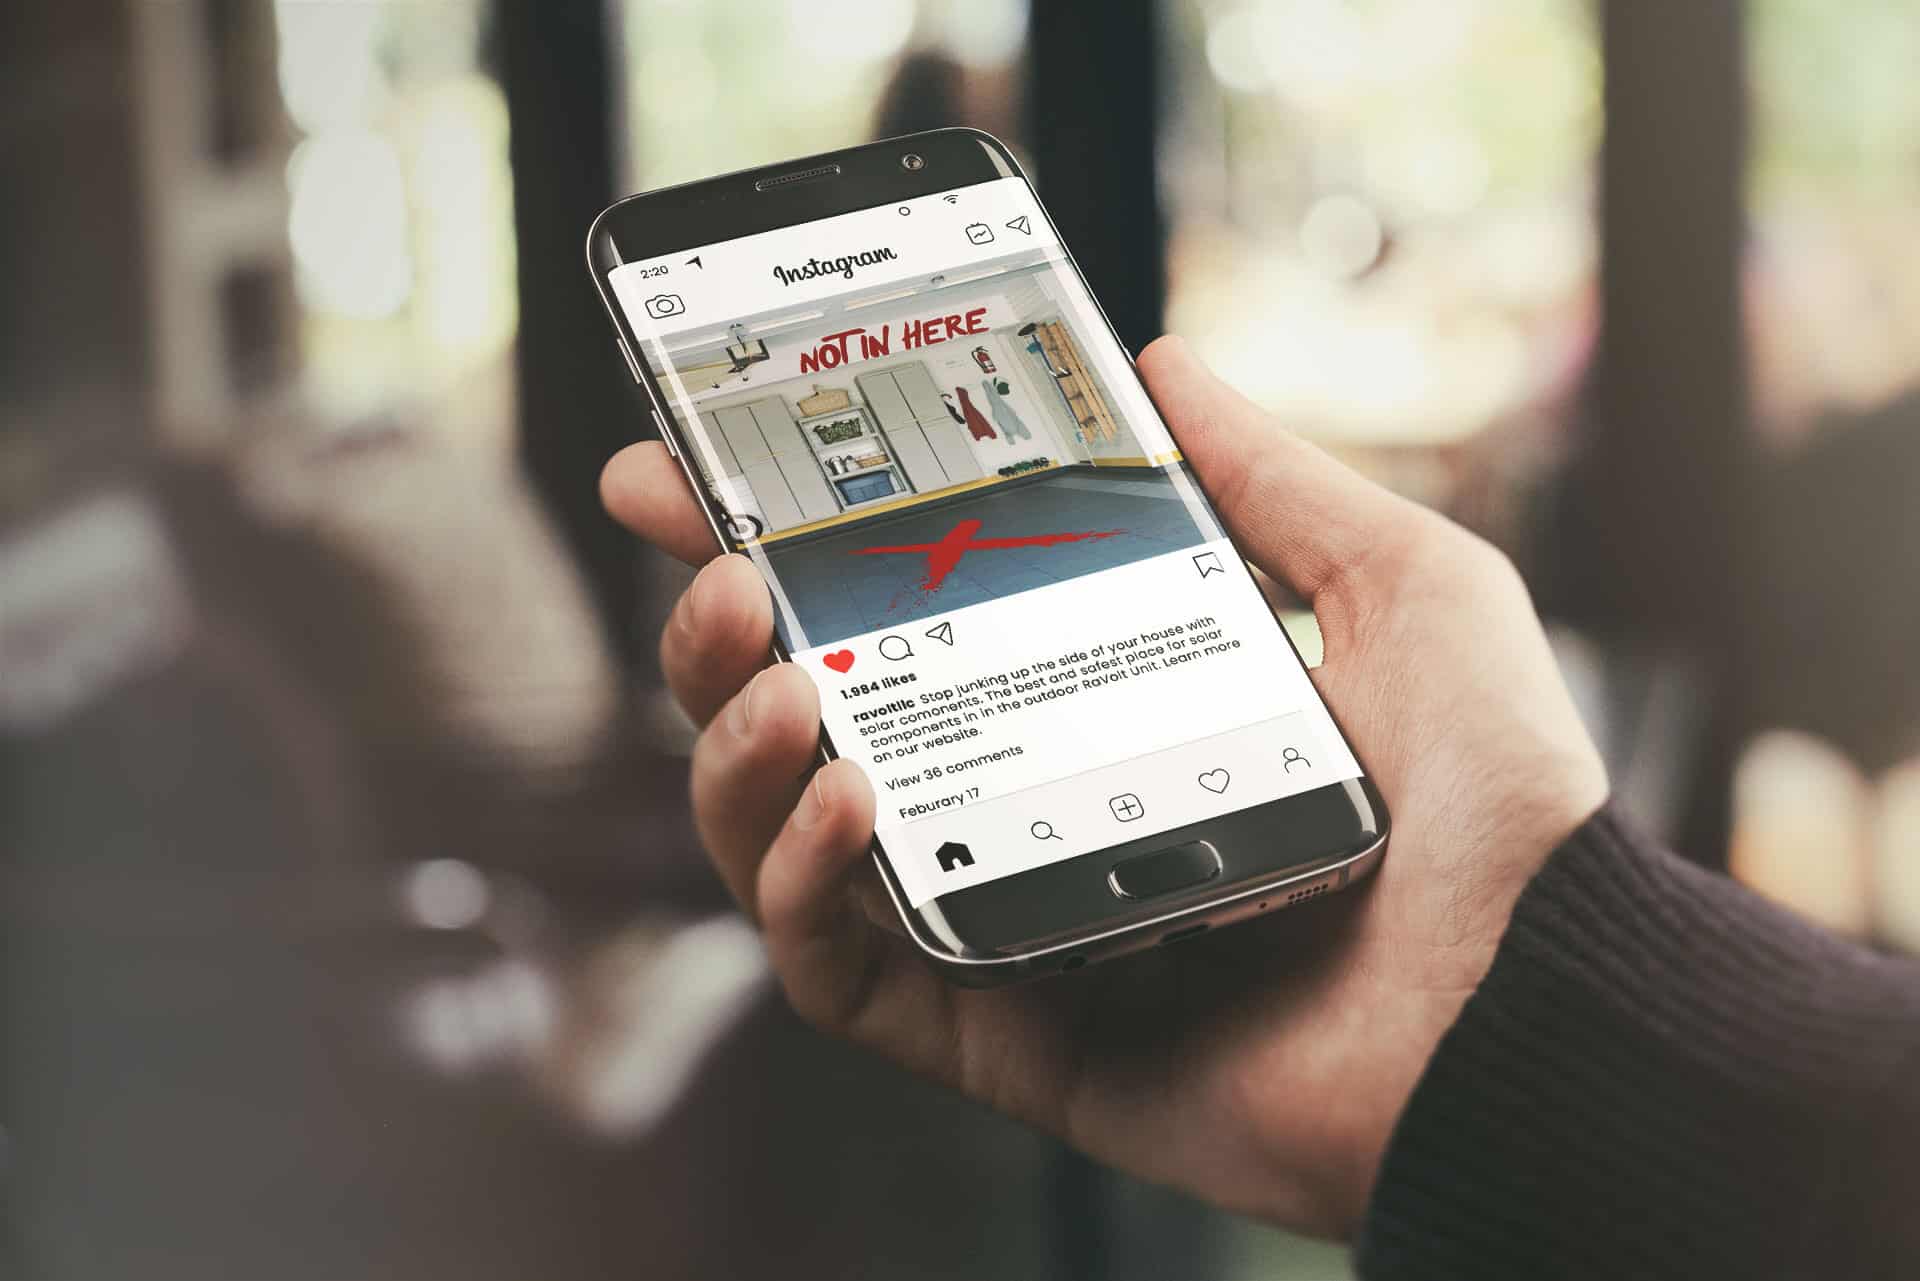 2:20
Instagram
NOT IN HERE
1.984 likes
ravoltllc Stop junking up the side of your house with
solar comonents. The best and safest place for solar
components in in the outdoor RaVolt Unit. Learn more
on our website.
View 36 comments
Feburary 17